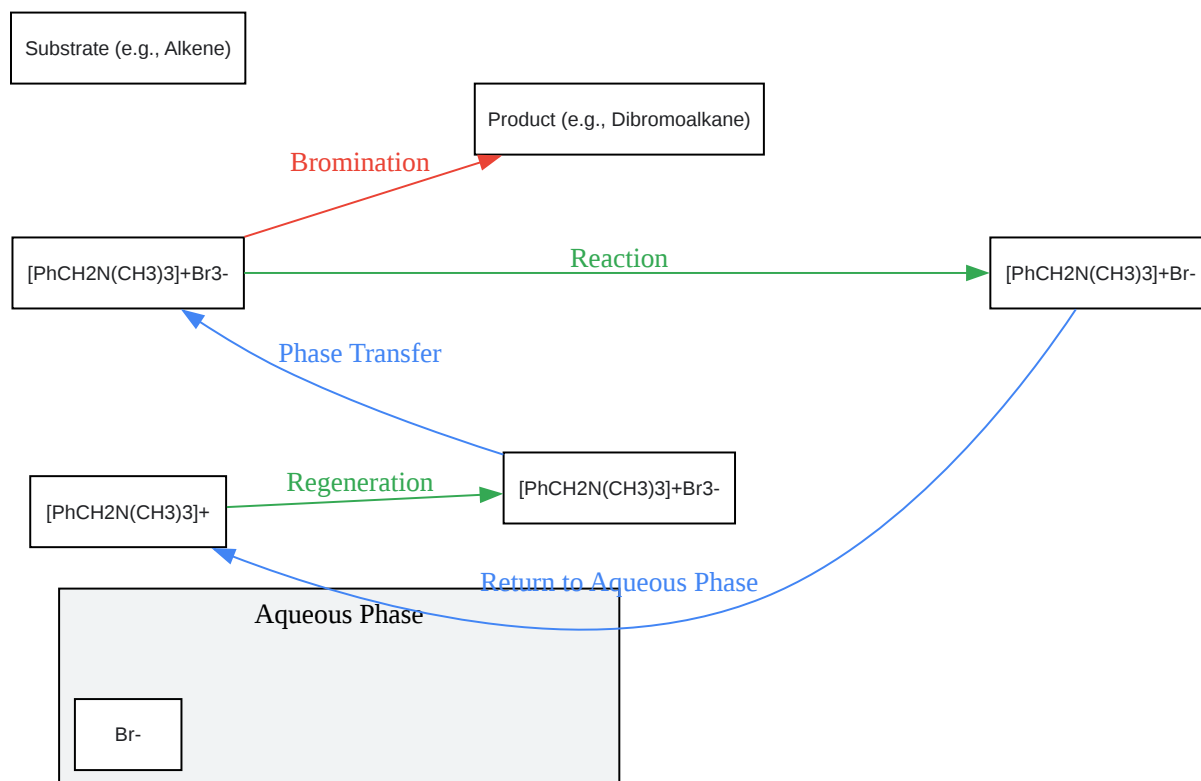 Substrate (e.g., Alkene)
Product (e.g., Dibromoalkane)
Bromination
[PhCH2N(CH3)3]+Br3-
Reaction
[PhCH2N(CH3)3]+Br-
Phase Transfer
Regeneration
[PhCH2N(CH3)3]+Br3-
[PhCH2N(CH3)3]+
Return to Aqueous Phase
Aqueous Phase
Br-